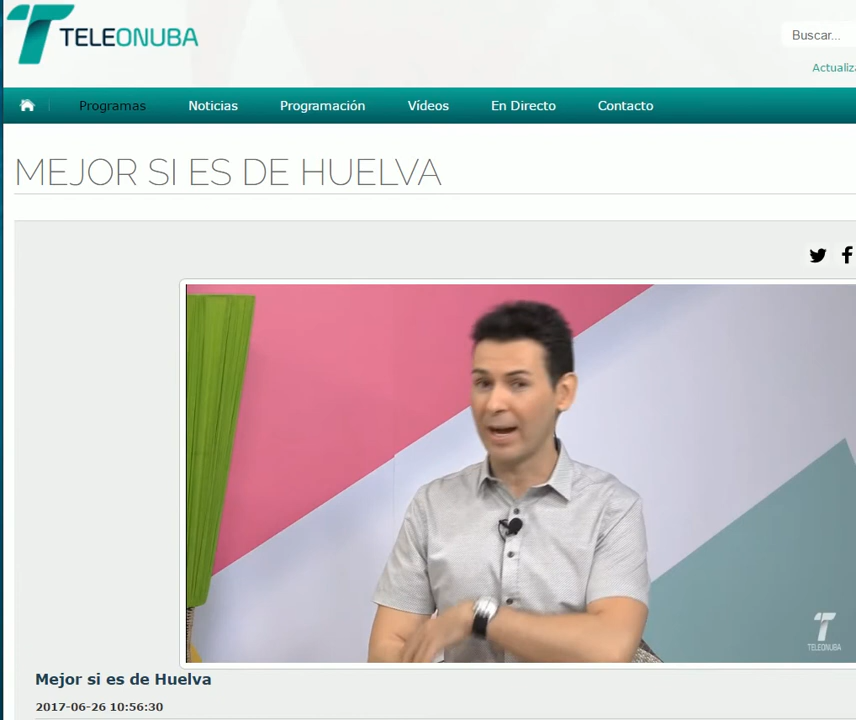 TELEONUBA
Buscar...
Actualiza
Programas Noticias Programación Vídeos En Directo Contacto
MEJOR SI ES DE HUELVA
TELEONUBA
Mejor si es de Huelva
2017-06-26 10:56:30